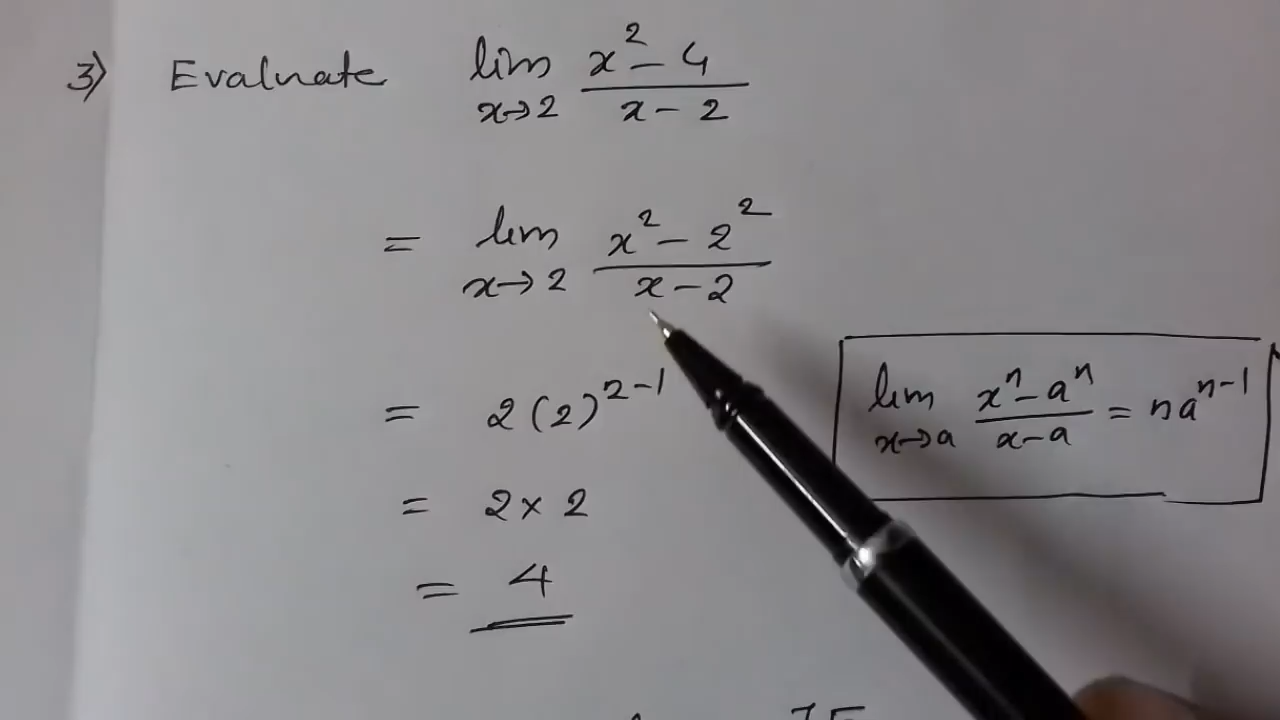 3) Evaluate lim x→2 (x² - 4)/(x - 2)
= lim x→2 (x² - 2²)/(x - 2)
= 2(2)²⁻¹
lim x→a (xⁿ - aⁿ)/(x - a) = naⁿ⁻¹
= 2 × 2
= 4